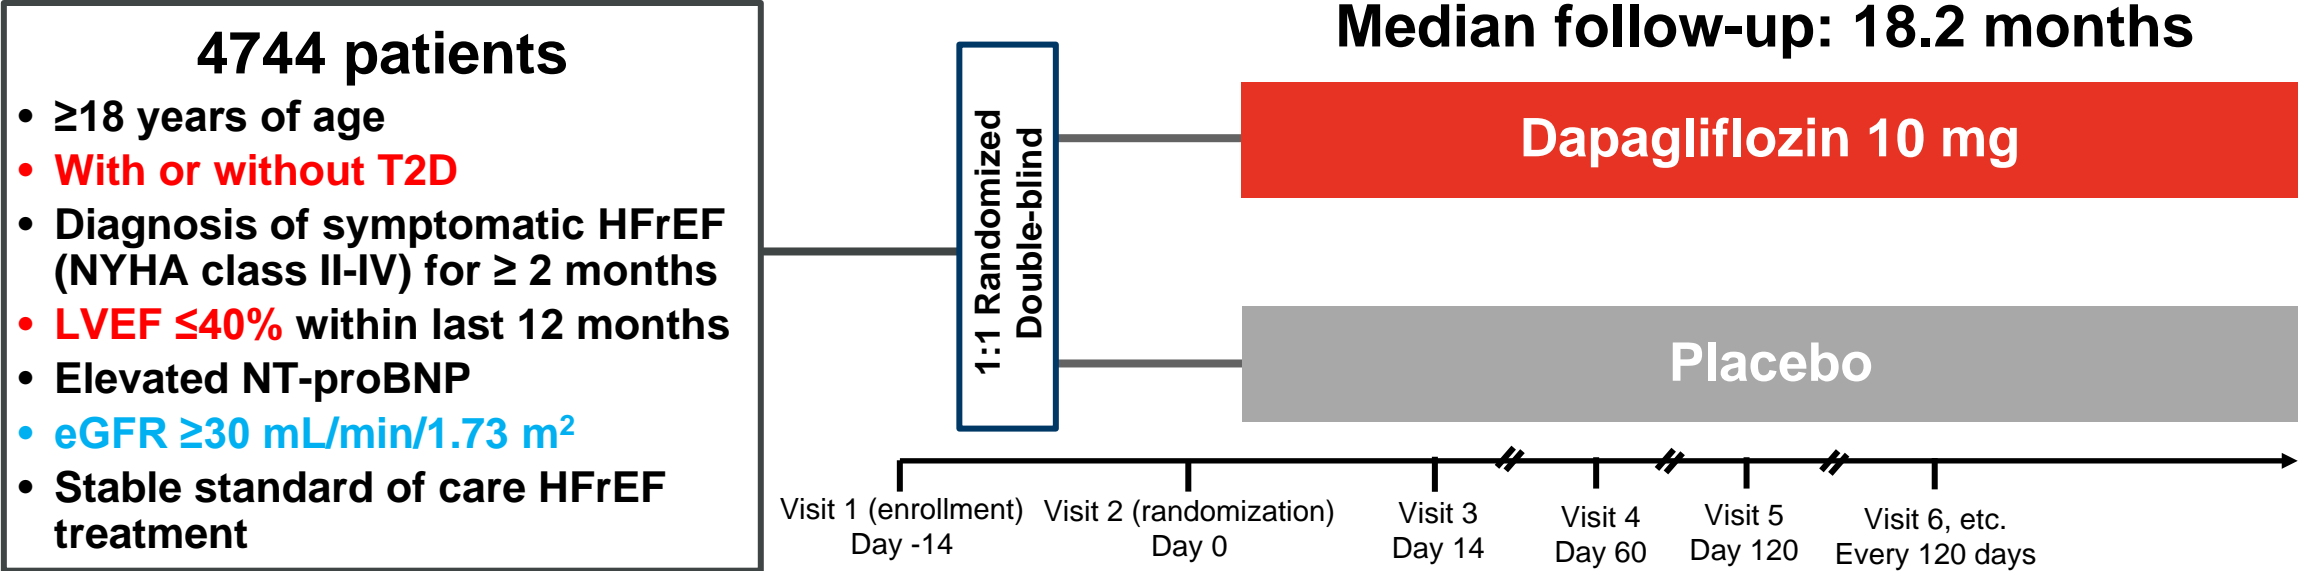 4744 patients
• ≥18 years of age
• With or without T2D
• Diagnosis of symptomatic HFrEF
(NYHA class II-IV) for ≥ 2 months
• LVEF ≤40% within last 12 months
• Elevated NT-proBNP
• eGFR ≥30 mL/min/1.73 m²
• Stable standard of care HFrEF
treatment
1:1 Randomized
Double-blind
Median follow-up: 18.2 months
Dapagliflozin 10 mg
Placebo
Visit 1 (enrollment)
Day -14
Visit 2 (randomization)
Day 0
Visit 3
Day 14
Visit 4
Day 60
Visit 5
Day 120
Visit 6, etc.
Every 120 days